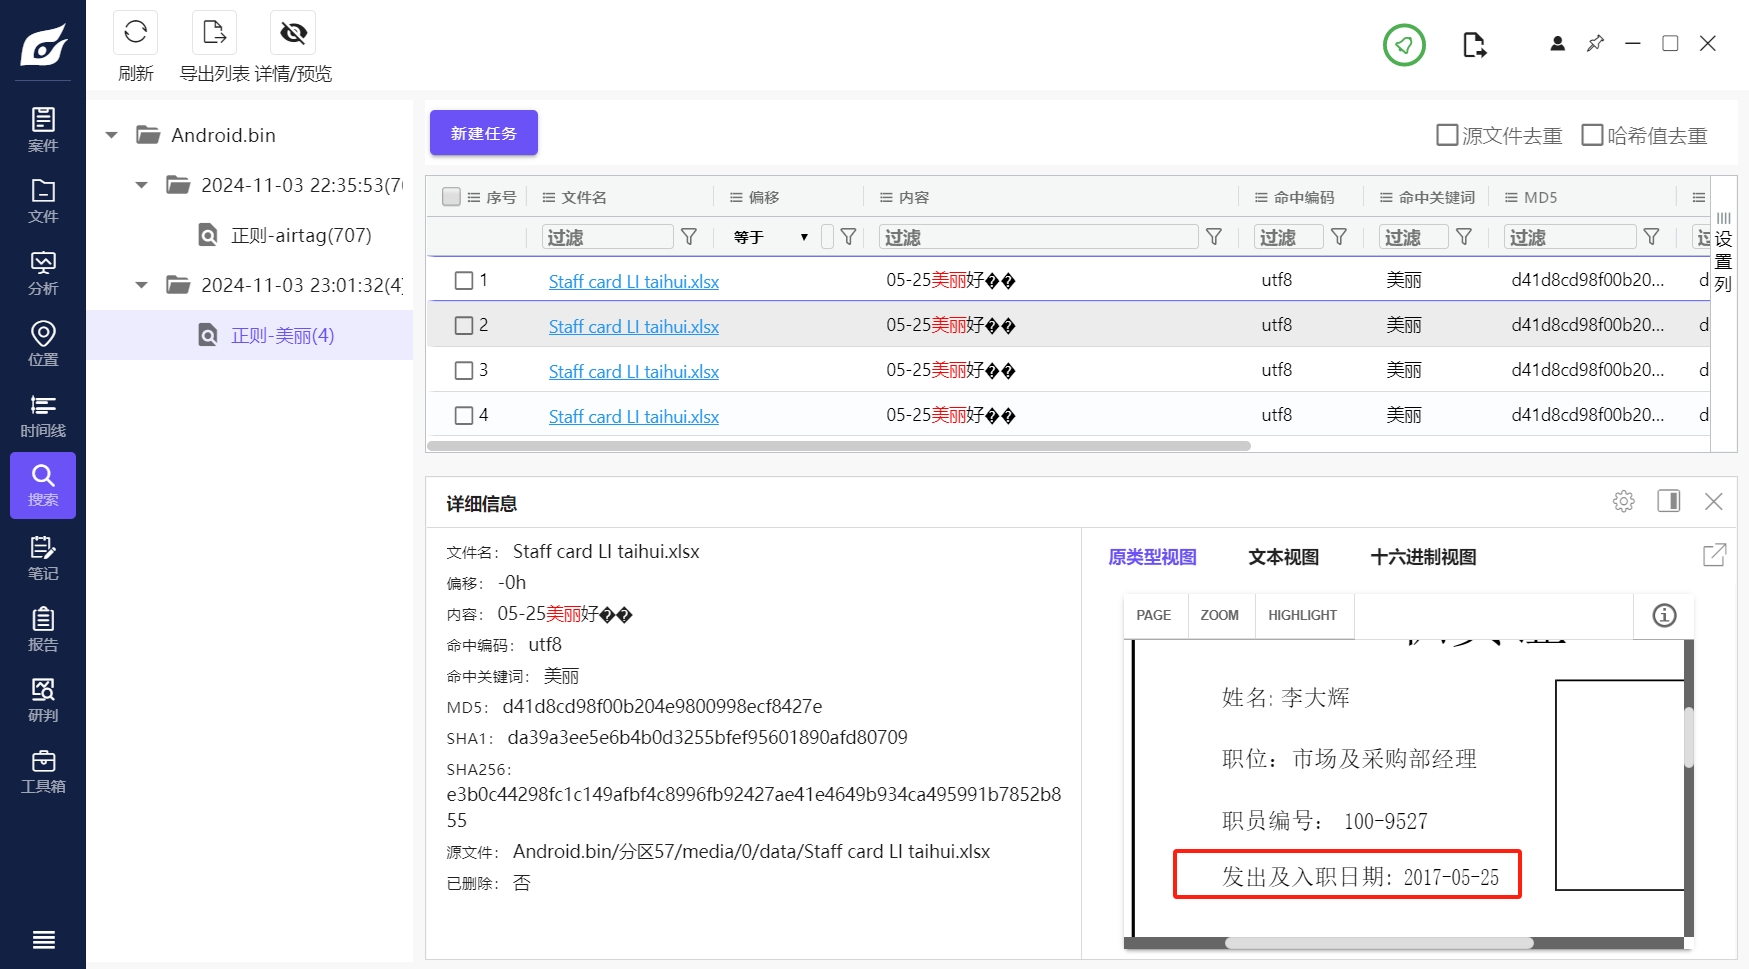 刷新
导出列表
详情/预览
案件
文件
分析
位置
时间线
搜索
笔记
报告
研判
工具箱
Android.bin
2024-11-03 22:35:53(7
正则-airtag(707)
2024-11-03 23:01:32(4)
正则-美丽(4)
新建任务
源文件去重 哈希值去重
序号 文件名 偏移 内容 命中编码 命中关键词 MD5
过滤 等于 过滤 过滤 过滤 过滤
设置列
1 Staff card LI taihui.xlsx 05-25美丽好�� utf8 美丽 d41d8cd98f00b20... d
2 Staff card LI taihui.xlsx 05-25美丽好�� utf8 美丽 d41d8cd98f00b20... d
3 Staff card LI taihui.xlsx 05-25美丽好�� utf8 美丽 d41d8cd98f00b20... d
4 Staff card LI taihui.xlsx 05-25美丽好�� utf8 美丽 d41d8cd98f00b20... d
详细信息
文件名： Staff card LI taihui.xlsx
偏移： -0h
内容： 05-25美丽好��
命中编码： utf8
命中关键词： 美丽
MD5： d41d8cd98f00b204e9800998ecf8427e
SHA1： da39a3ee5e6b4b0d3255bfef95601890afd80709
SHA256：
e3b0c44298fc1c149afbf4c8996fb92427ae41e4649b934ca495991b7852b8
55
源文件： Android.bin/分区57/media/0/data/Staff card LI taihui.xlsx
已删除： 否
原类型视图 文本视图 十六进制视图
PAGE ZOOM HIGHLIGHT
姓名: 李大辉
职位： 市场及采购部经理
职员编号： 100-9527
发出及入职日期: 2017-05-25